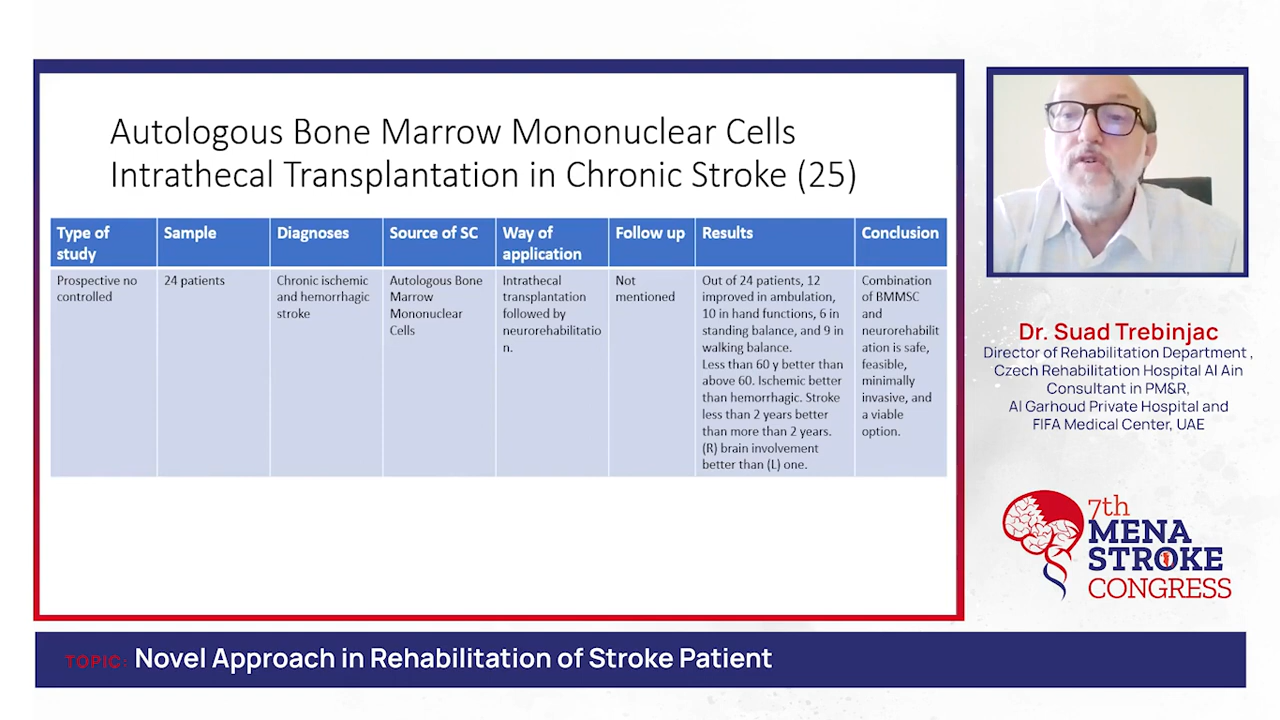 Autologous Bone Marrow Mononuclear Cells
Intrathecal Transplantation in Chronic Stroke (25)
Type of
study
Sample
Diagnoses
Source of SC
Way of
application
Follow up
Results
Conclusion
Prospective no
controlled
24 patients
Chronic ischemic
and hemorrhagic
stroke
Autologous Bone
Marrow
Mononuclear
Cells
Intrathecal
transplantation
followed by
neurorehabilitatio
n.
Not
mentioned
Out of 24 patients, 12
improved in ambulation,
10 in hand functions, 6 in
standing balance, and 9 in
walking balance.
Less than 60 y better than
above 60. Ischemic better
than hemorrhagic. Stroke
less than 2 years better
than more than 2 years.
(R) brain involvement
better than (L) one.
Combination
of BMMSC
and
neurorehabilit
ation is safe,
feasible,
minimally
invasive, and
a viable
option.
Dr. Suad Trebinjac
Director of Rehabilitation Department ,
Czech Rehabilitation Hospital Al Ain
Consultant in PM&R,
Al Garhoud Private Hospital and
FIFA Medical Center, UAE
7th
MENA
STROKE
CONGRESS
TOPIC: Novel Approach in Rehabilitation of Stroke Patient